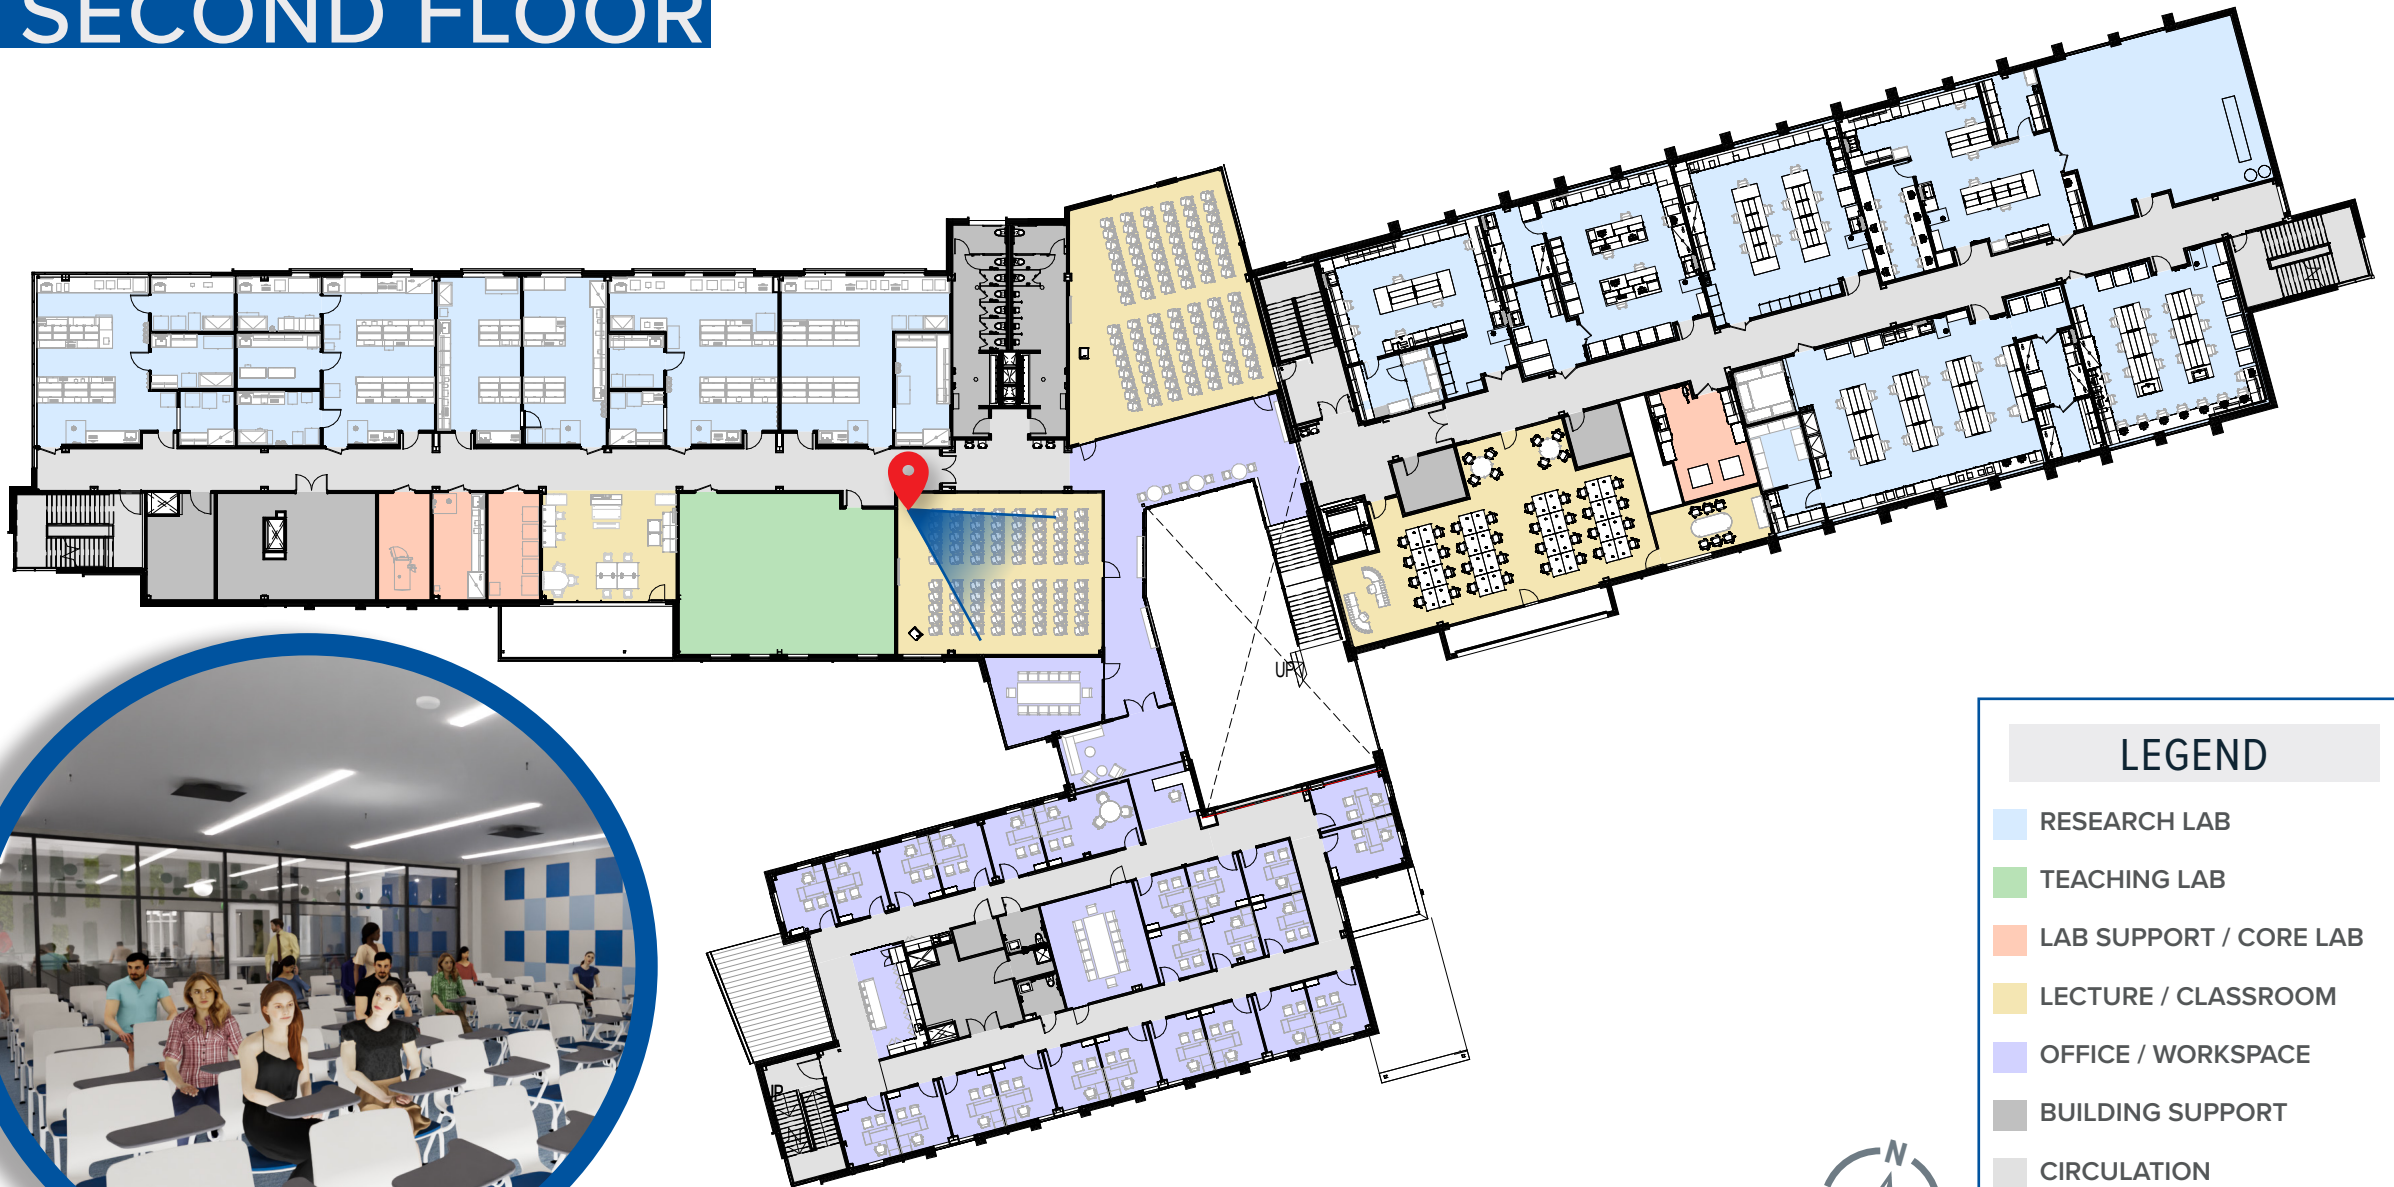 SECOND FLOOR
UP
LEGEND
RESEARCH LAB
TEACHING LAB
LAB SUPPORT / CORE LAB
LECTURE / CLASSROOM
OFFICE / WORKSPACE
BUILDING SUPPORT
N
CIRCULATION